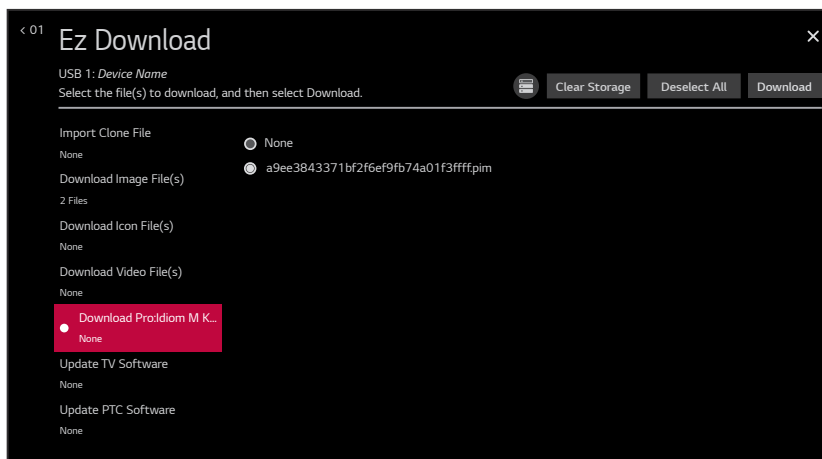 < 01
Ez Download
×
USB 1: Device Name
Select the file(s) to download, and then select Download.
Clear Storage
Deselect All
Download
Import Clone File
None
Download Image File(s)
2 Files
Download Icon File(s)
None
Download Video File(s)
None
Download Pro:Idiom M K...
None
Update TV Software
None
Update PTC Software
None
None
a9ee3843371bf2f6ef9fb74a01f3ffff.pim